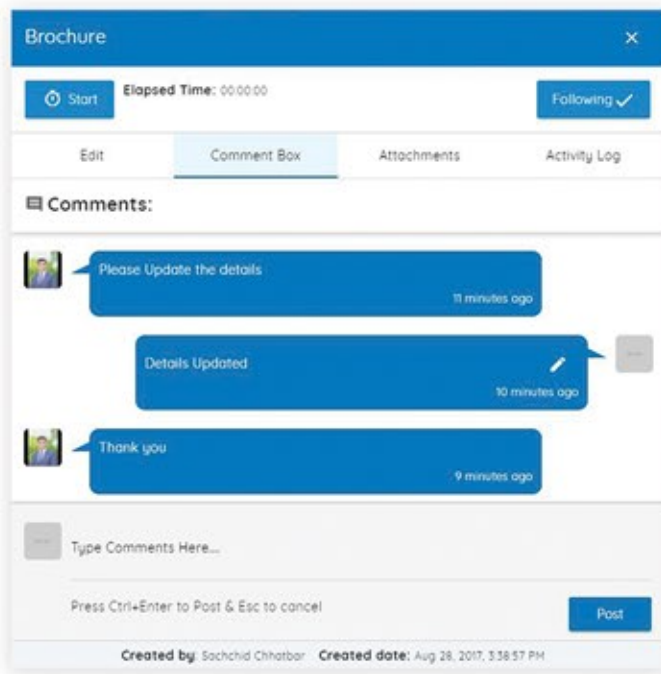 Brochure
Start
Elapsed Time: 00:00:00
Following
Edit
Comment Box
Attachments
Activity Log
Comments:
Please Update the details
11 minutes ago
Details Updated
10 minutes ago
Thank you
9 minutes ago
Type Comments Here...
Press Ctrl+Enter to Post & Esc to cancel
Post
Created by: Sachchid Chhatbar Created date: Aug 28, 2017, 3:38:57 PM